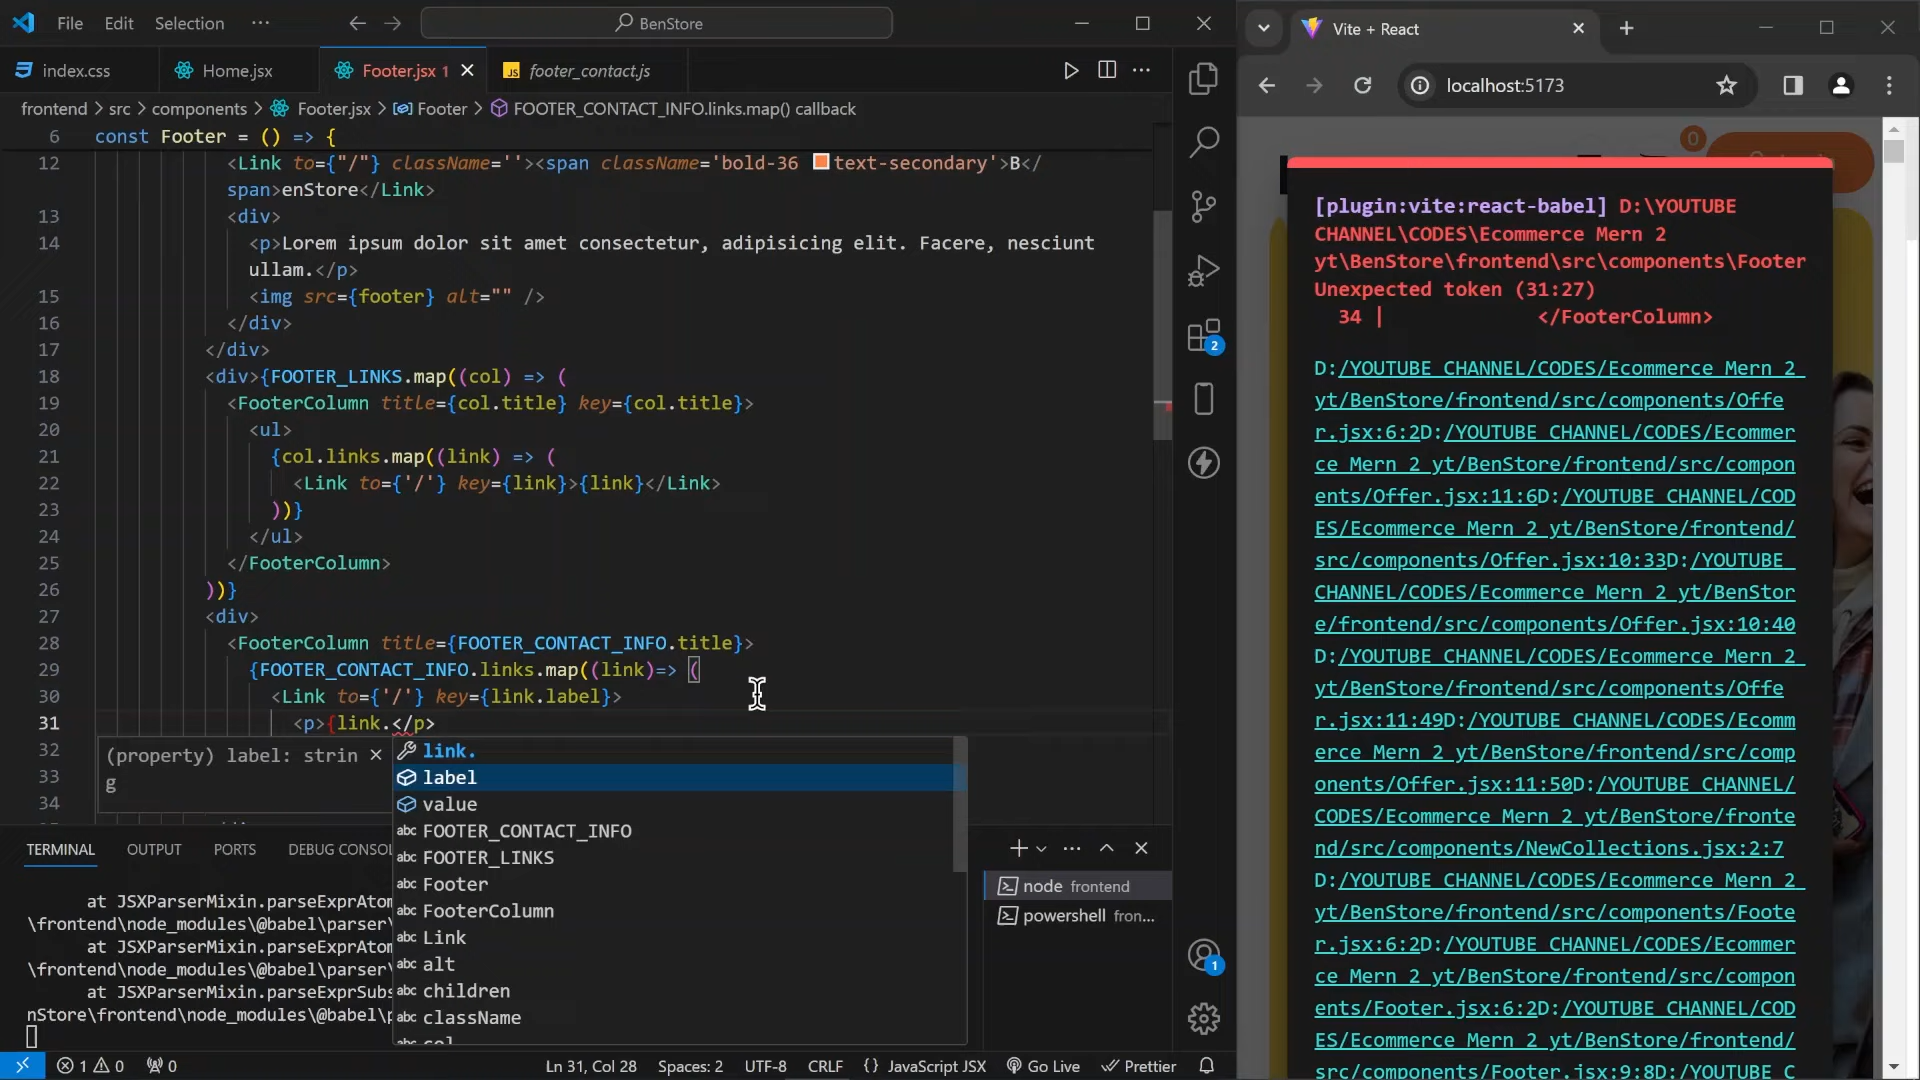 File Edit Selection ··· BenStore
Vite + React
index.css Home.jsx Footer.jsx 1 footer_contact.js
localhost:5173
frontend > src > components > Footer.jsx > Footer > FOOTER_CONTACT_INFO.links.map() callback
6 const Footer = () => {
12 <Link to={"/"} className=''><span className='bold-36 text-secondary'>B</
span>enStore</Link>
13 <div>
14 <p>Lorem ipsum dolor sit amet consectetur, adipisicing elit. Facere, nesciunt
ullam.</p>
15 <img src={footer} alt="" />
16 </div>
17 </div>
18 <div>{FOOTER_LINKS.map((col) => (
19 <FooterColumn title={col.title} key={col.title}>
20 <ul>
21 {col.links.map((link) => (
22 <Link to={'/'} key={link}>{link}</Link>
23 ))}
24 </ul>
25 </FooterColumn>
26 ))}
27 <div>
28 <FooterColumn title={FOOTER_CONTACT_INFO.title}>
29 {FOOTER_CONTACT_INFO.links.map((link)=> (
30 <Link to={'/'} key={link.label}>
31 <p>{link.</p>
32
33
34
(property) label: strin
g
link.
label
value
FOOTER_CONTACT_INFO
FOOTER_LINKS
Footer
FooterColumn
Link
alt
children
className
TERMINAL OUTPUT PORTS DEBUG CONSOL
at JSXParserMixin.parseExprAtom
\frontend\node_modules\@babel\parser\
at JSXParserMixin.parseExprAtom
\frontend\node_modules\@babel\parser\
at JSXParserMixin.parseExprSubs
nStore\frontend\node_modules\@babel\p
node frontend
powershell fron...
2
1
1 0 0 Ln 31, Col 28 Spaces: 2 UTF-8 CRLF {} JavaScript JSX Go Live Prettier
0
[plugin:vite:react-babel] D:\YOUTUBE
CHANNEL\CODES\Ecommerce Mern 2
yt\BenStore\frontend\src\components\Footer
Unexpected token (31:27)
34 | </FooterColumn>
D:/YOUTUBE CHANNEL/CODES/Ecommerce Mern 2
yt/BenStore/frontend/src/components/Offe
r.jsx:6:2D:/YOUTUBE CHANNEL/CODES/Ecommer
ce Mern 2 yt/BenStore/frontend/src/compon
ents/Offer.jsx:11:6D:/YOUTUBE CHANNEL/COD
ES/Ecommerce Mern 2 yt/BenStore/frontend/
src/components/Offer.jsx:10:33D:/YOUTUBE
CHANNEL/CODES/Ecommerce Mern 2 yt/BenStor
e/frontend/src/components/Offer.jsx:10:40
D:/YOUTUBE CHANNEL/CODES/Ecommerce Mern 2
yt/BenStore/frontend/src/components/Offe
r.jsx:11:49D:/YOUTUBE CHANNEL/CODES/Ecomm
erce Mern 2 yt/BenStore/frontend/src/comp
onents/Offer.jsx:11:50D:/YOUTUBE CHANNEL/
CODES/Ecommerce Mern 2 yt/BenStore/fronte
nd/src/components/NewCollections.jsx:2:7
D:/YOUTUBE CHANNEL/CODES/Ecommerce Mern 2
yt/BenStore/frontend/src/components/Foote
r.jsx:6:2D:/YOUTUBE CHANNEL/CODES/Ecommer
ce Mern 2 yt/BenStore/frontend/src/compon
ents/Footer.jsx:6:2D:/YOUTUBE CHANNEL/COD
ES/Ecommerce Mern 2 yt/BenStore/frontend/
src/components/Footer.jsx:9:8D:/YOUTUBE C